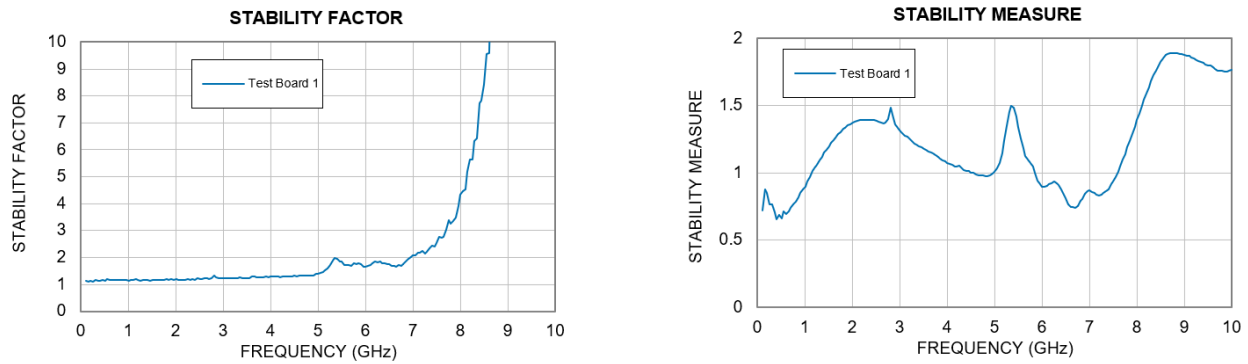 STABILITY FACTOR
10
9
8
7
6
5
4
3
2
1
0
STABILITY FACTOR
Test Board 1
0 1 2 3 4 5 6 7 8 9 10
FREQUENCY (GHz)
STABILITY MEASURE
2
1.5
1
0.5
0
STABILITY MEASURE
Test Board 1
0 1 2 3 4 5 6 7 8 9 10
FREQUENCY (GHz)